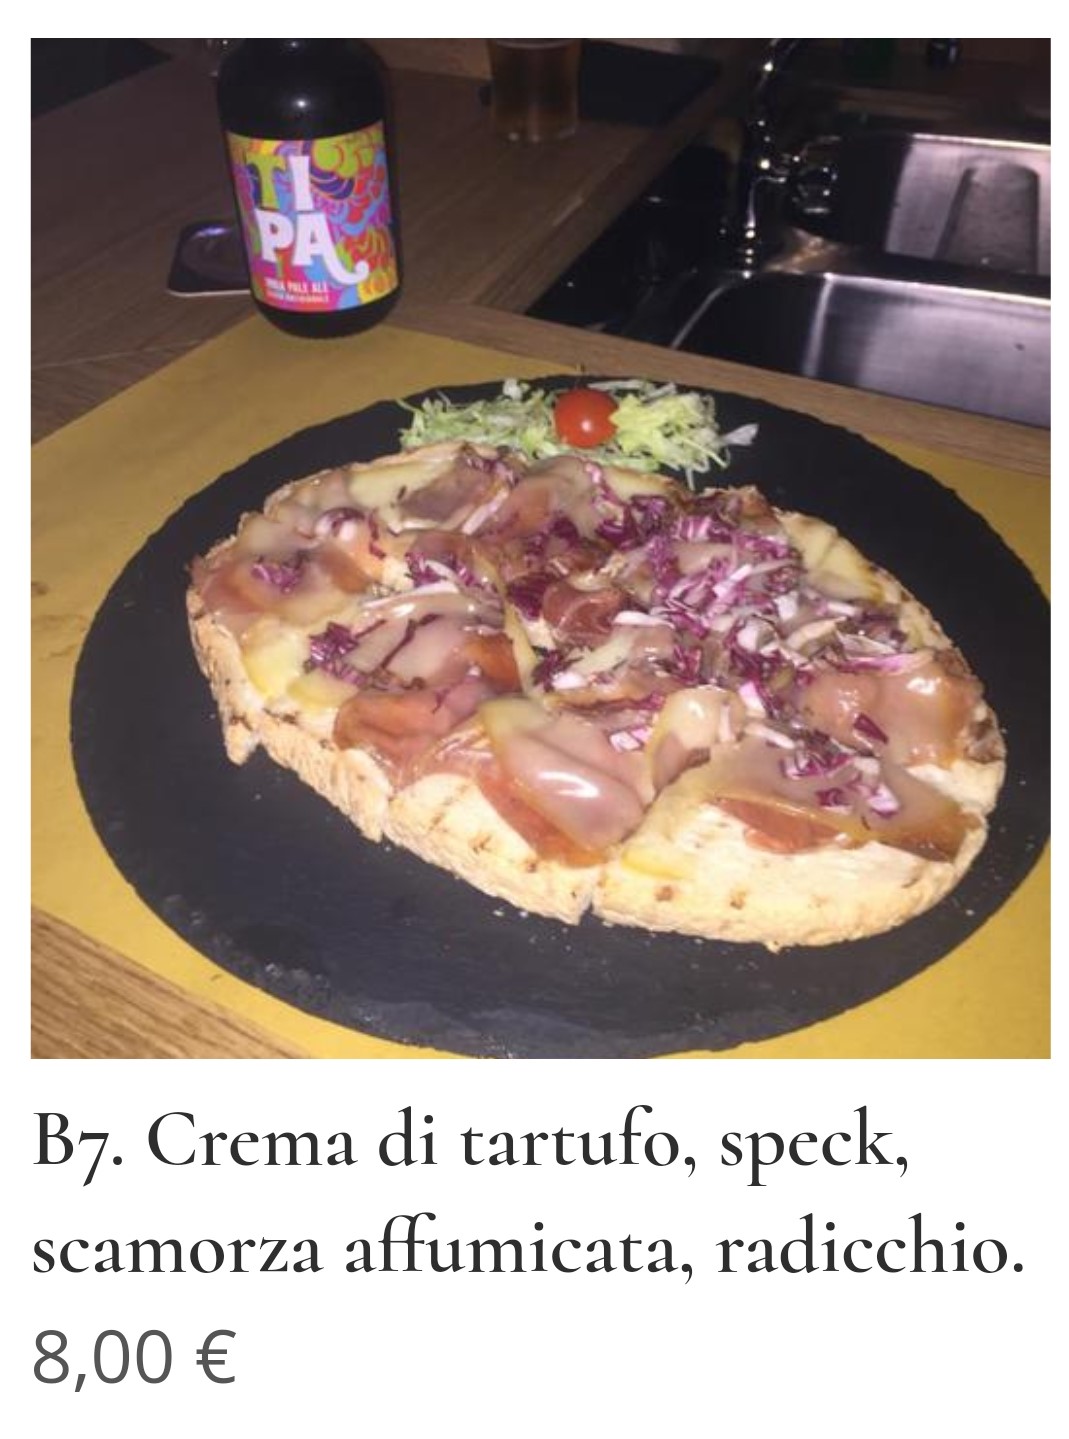 TI
PA
INDIA PALE ALE
B7. Crema di tartufo, speck,
scamorza affumicata, radicchio.
8,00 €